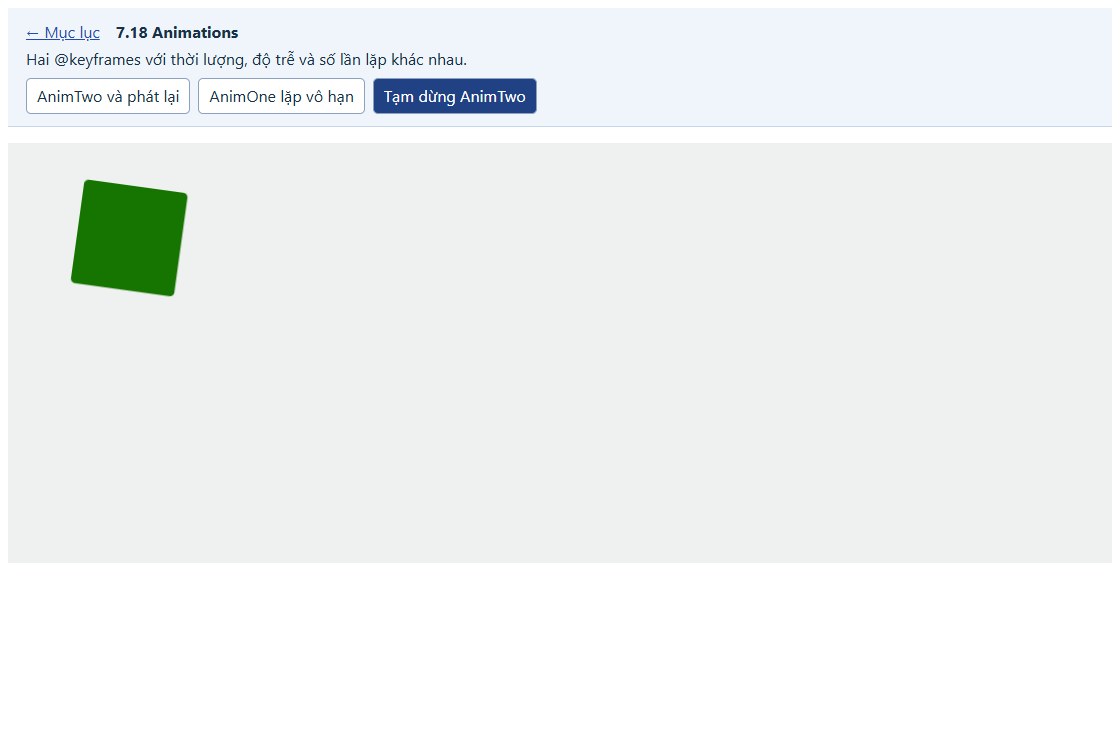 ← Mục lục 7.18 Animations
Hai @keyframes với thời lượng, độ trễ và số lần lặp khác nhau.
AnimTwo và phát lại AnimOne lặp vô hạn Tạm dừng AnimTwo